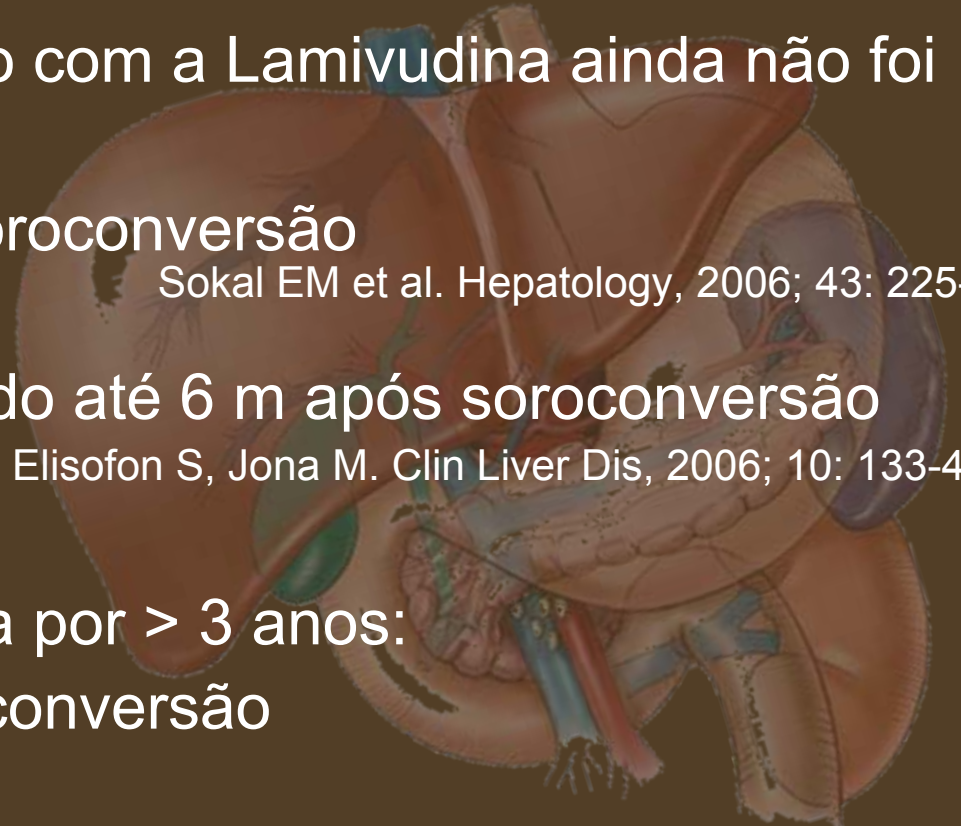 o com a Lamivudina ainda não foi
oroconversão
Sokal EM et al. Hepatology, 2006; 43: 225-
do até 6 m após soroconversão
Elisofon S, Jona M. Clin Liver Dis, 2006; 10: 133-4
a por > 3 anos:
conversão